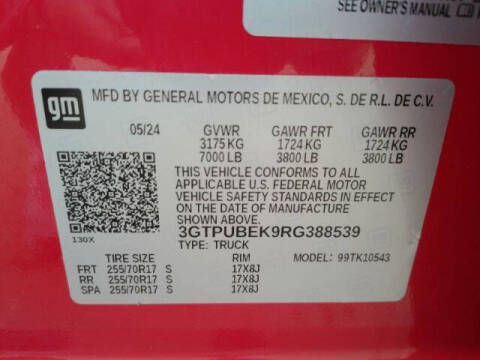 SEE OWNER'S MANUAL
gm
MFD BY GENERAL MOTORS DE MEXICO, S. DE R.L. DE C.V.
05/24 GVWR GAWR FRT GAWR RR
3175 KG 1724 KG 1724 KG
7000 LB 3800 LB 3800 LB
THIS VEHICLE CONFORMS TO ALL
APPLICABLE U.S. FEDERAL MOTOR
VEHICLE SAFETY STANDARDS IN EFFECT
ON THE DATE OF MANUFACTURE
SHOWN ABOVE.
130X
3GTPUBEK9RG388539
TYPE: TRUCK
TIRE SIZE RIM MODEL: 99TK10543
FRT 255/70R17 S 17X8J
RR 255/70R17 S 17X8J
SPA 255/70R17 S 17X8J